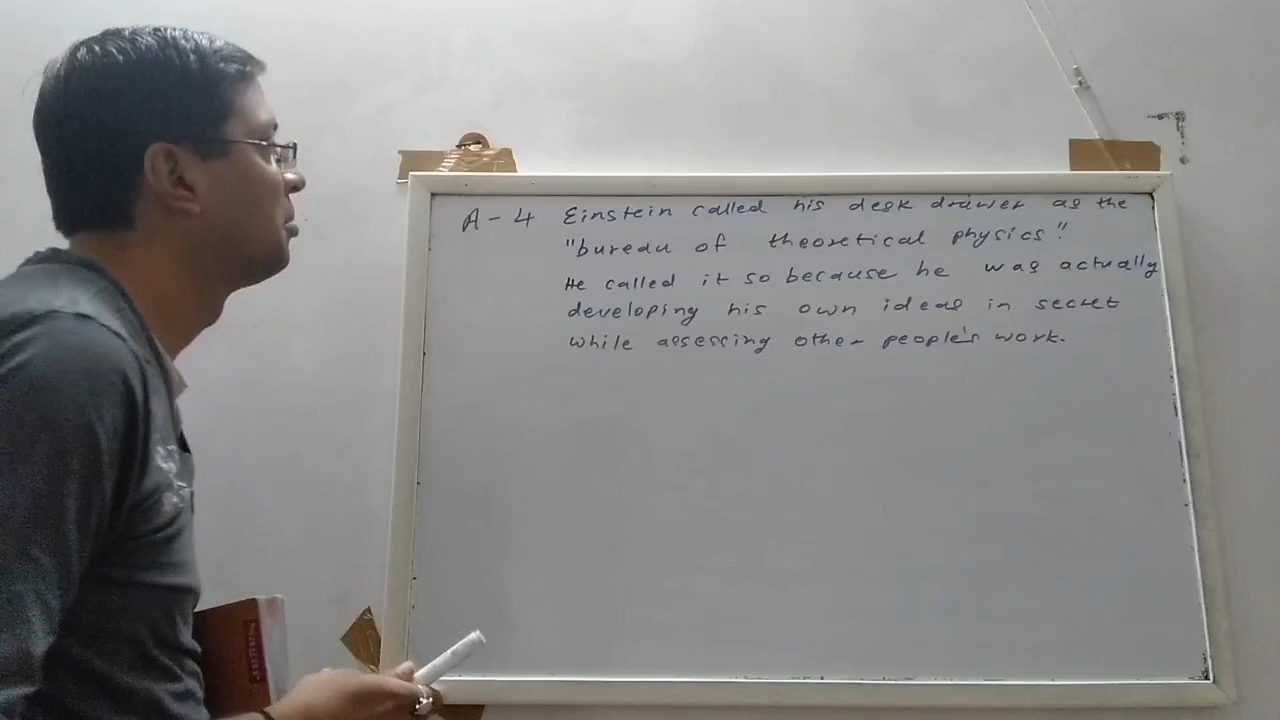 A - 4 Einstein called his desk drawer as the
"bureau of theoretical physics".
He called it so because he was actually
developing his own ideas in secret
while assessing other people's work.